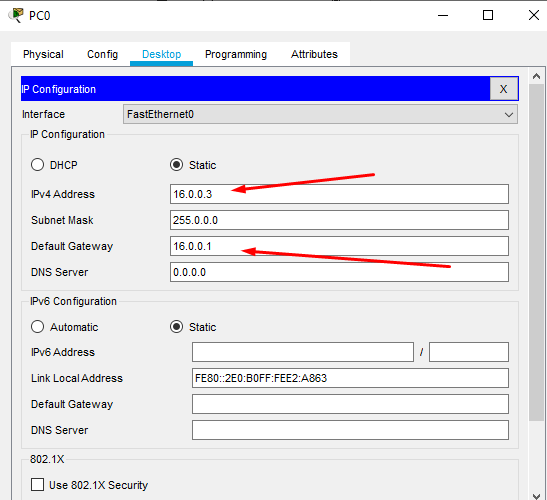 PC0
Physical Config Desktop Programming Attributes
IP Configuration X
Interface FastEthernet0
IP Configuration
DHCP Static
IPv4 Address 16.0.0.3
Subnet Mask 255.0.0.0
Default Gateway 16.0.0.1
DNS Server 0.0.0.0
IPv6 Configuration
Automatic Static
IPv6 Address /
Link Local Address FE80::2E0:B0FF:FEE2:A863
Default Gateway
DNS Server
802.1X
Use 802.1X Security